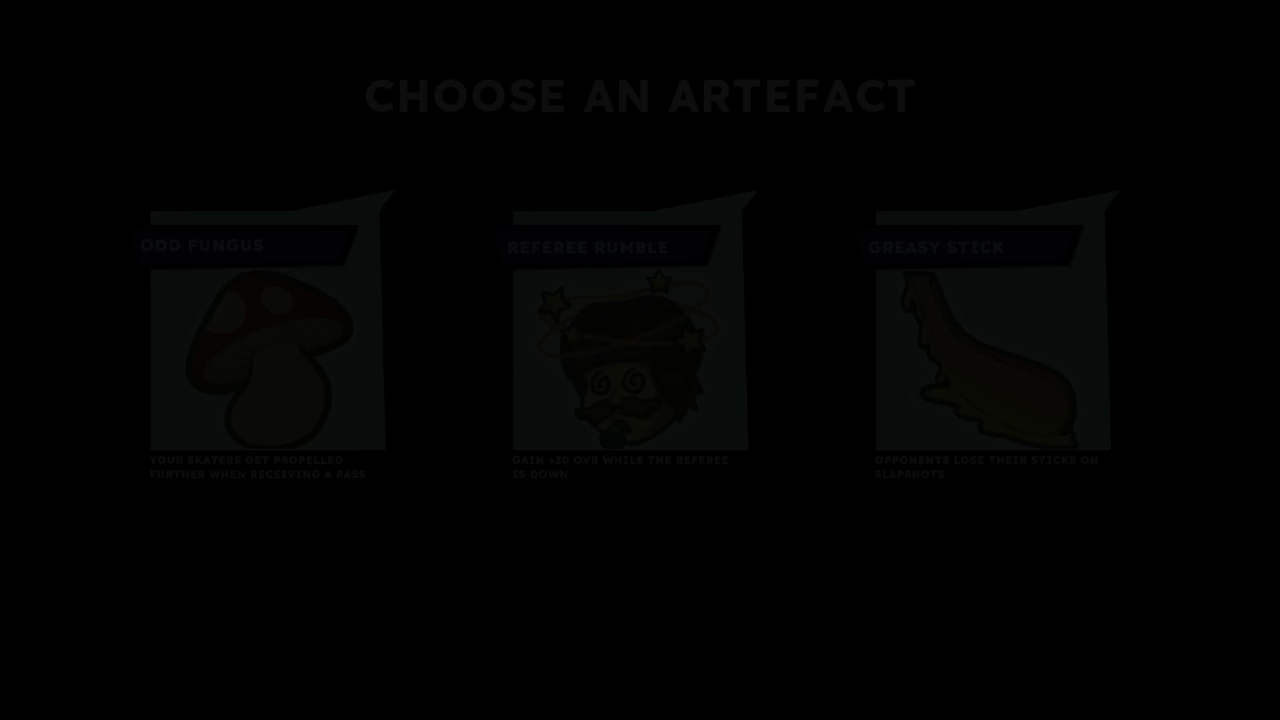 CHOOSE AN ARTEFACT
ODD FUNGUS
YOUR SKATERS GET PROPELLED
FURTHER WHEN RECEIVING A PASS
REFEREE RUMBLE
GAIN +30 OVR WHILE THE REFEREE
IS DOWN
GREASY STICK
OPPONENTS LOSE THEIR STICKS ON
SLAPSHOTS